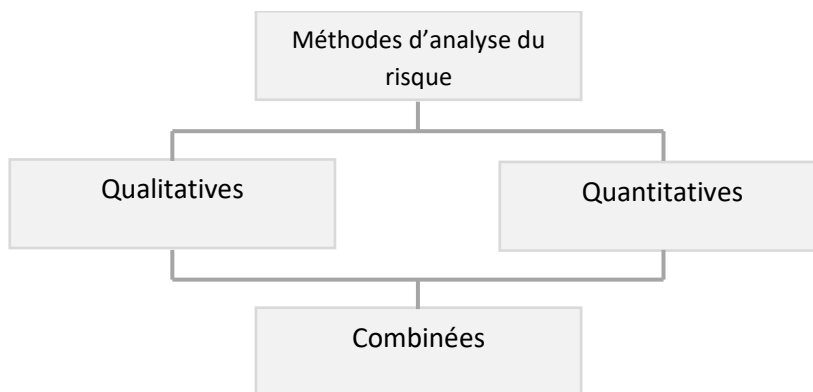 Méthodes d’analyse du
risque
Qualitatives
Quantitatives
Combinées